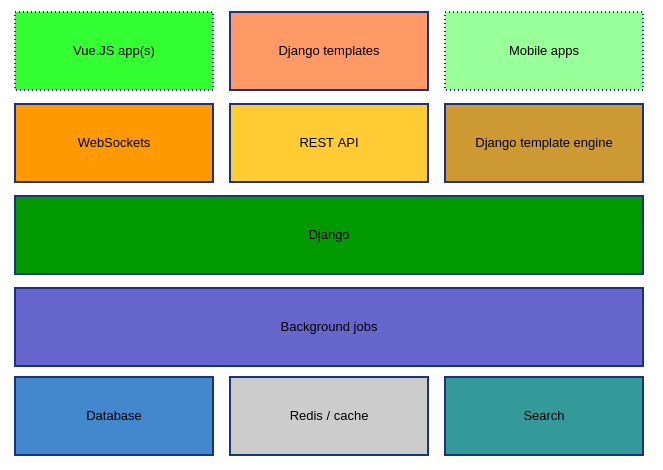 Vue.JS app(s)
Django templates
Mobile apps
WebSockets
REST API
Django template engine
Django
Background jobs
Database
Redis / cache
Search